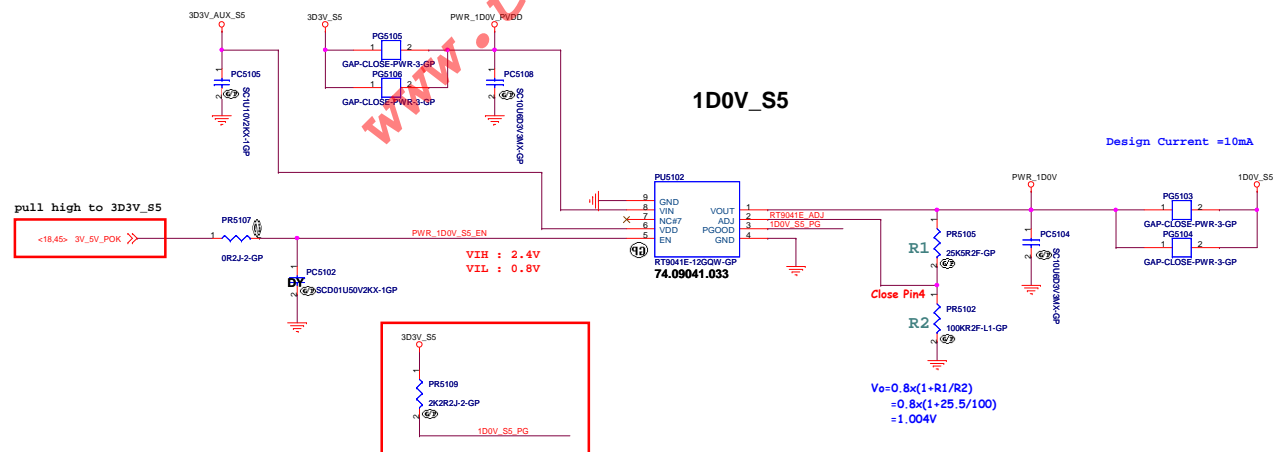 3D3V_AUX_S5
3D3V_S5
PWR_1D0V_PVDD
PG5105
1 2
GAP-CLOSE-PWR-3-GP
PG5106
1 2
GAP-CLOSE-PWR-3-GP
1
PC5105
2
SC1U10V2KX-1GP
1
PC5108
2
SC10U6D3V3MX-GP
www.
1D0V_S5
Design Current =10mA
pull high to 3D3V_S5
<18,45> 3V_5V_POK
PR5107
1 2
0R2J-2-GP
PWR_1D0V_S5_EN
1
PC5102
DY
2
SCD01U50V2KX-1GP
VIH : 2.4V
VIL : 0.8V
PU5102
9 GND
8 VIN
7 NC#7
6 VDD
5 EN
VOUT 1
ADJ 2
PGOOD 3
GND 4
RT9041E-12GQW-GP
74.09041.033
RT9041E_ADJ
1D0V_S5_PG
R1
1
PR5105
25K5R2F-GP
2
Close Pin4
R2
1
PR5102
100KR2F-L1-GP
2
PWR_1D0V
1
PC5104
2
SC10U6D3V3MX-GP
1D0V_S5
PG5103
1 2
GAP-CLOSE-PWR-3-GP
PG5104
1 2
GAP-CLOSE-PWR-3-GP
Vo=0.8x(1+R1/R2)
=0.8x(1+25.5/100)
=1.004V
3D3V_S5
1
PR5109
2K2R2J-2-GP
2
1D0V_S5_PG